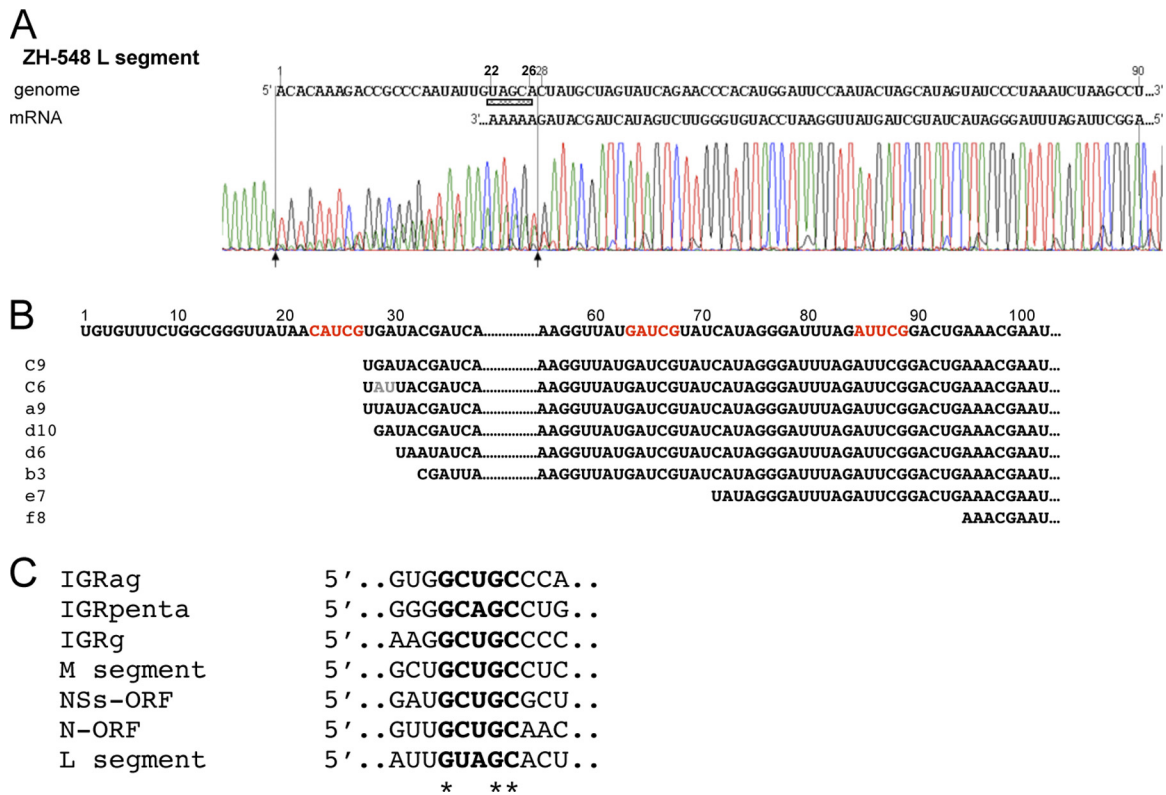 A
ZH-548 L segment
1 22 26 28 90
genome 5' ACACAAAGACCGCCCAAUAUUGUAGCACUAUGCUAGUAUCAGAACCCACAUGGAUUCCAAUACUAGCAUAGUAUCCCUAAAUCUAAGCCU...3'
mRNA 3'...AAAAAGAUACGAUCAUAGUCUUGGGUGUACCUAAGGUUAUGAUCGUAUCAUAGGGAUUUAGAUUCGGA...5'
B
1 10 20 30 60 70 80 90 100
UGUGUUUCUGGCGGGUUAUAACAUCGUGAUACGAUCA...............AAGGUUAUGAUCGUAUCAUAGGGAUUUAGAUUCGGACUGAAACGAAU...
C9 UGAUACGAUCA...............AAGGUUAUGAUCGUAUCAUAGGGAUUUAGAUUCGGACUGAAACGAAU...
C6 UAUUACGAUCA...............AAGGUUAUGAUCGUAUCAUAGGGAUUUAGAUUCGGACUGAAACGAAU...
a9 UUAUACGAUCA...............AAGGUUAUGAUCGUAUCAUAGGGAUUUAGAUUCGGACUGAAACGAAU...
d10 GAUACGAUCA...............AAGGUUAUGAUCGUAUCAUAGGGAUUUAGAUUCGGACUGAAACGAAU...
d6 UAAUAUCA...............AAGGUUAUGAUCGUAUCAUAGGGAUUUAGAUUCGGACUGAAACGAAU...
b3 CGAUUA...............AAGGUUAUGAUCGUAUCAUAGGGAUUUAGAUUCGGACUGAAACGAAU...
e7 UAUAGGGAUUUAGAUUCGGACUGAAACGAAU...
f8 AAACGAAU...
C
IGRag 5’..GUGGCUGCCCA..
IGRpenta 5’..GGGGCAGCCUG..
IGRg 5’..AAGGCUGCCCC..
M segment 5’..GCUGCUGCCUC..
NSs-ORF 5’..GAUGCUGCGCU..
N-ORF 5’..GUUGCUGCAAC..
L segment 5’..AUUGUAGCACU..
* **